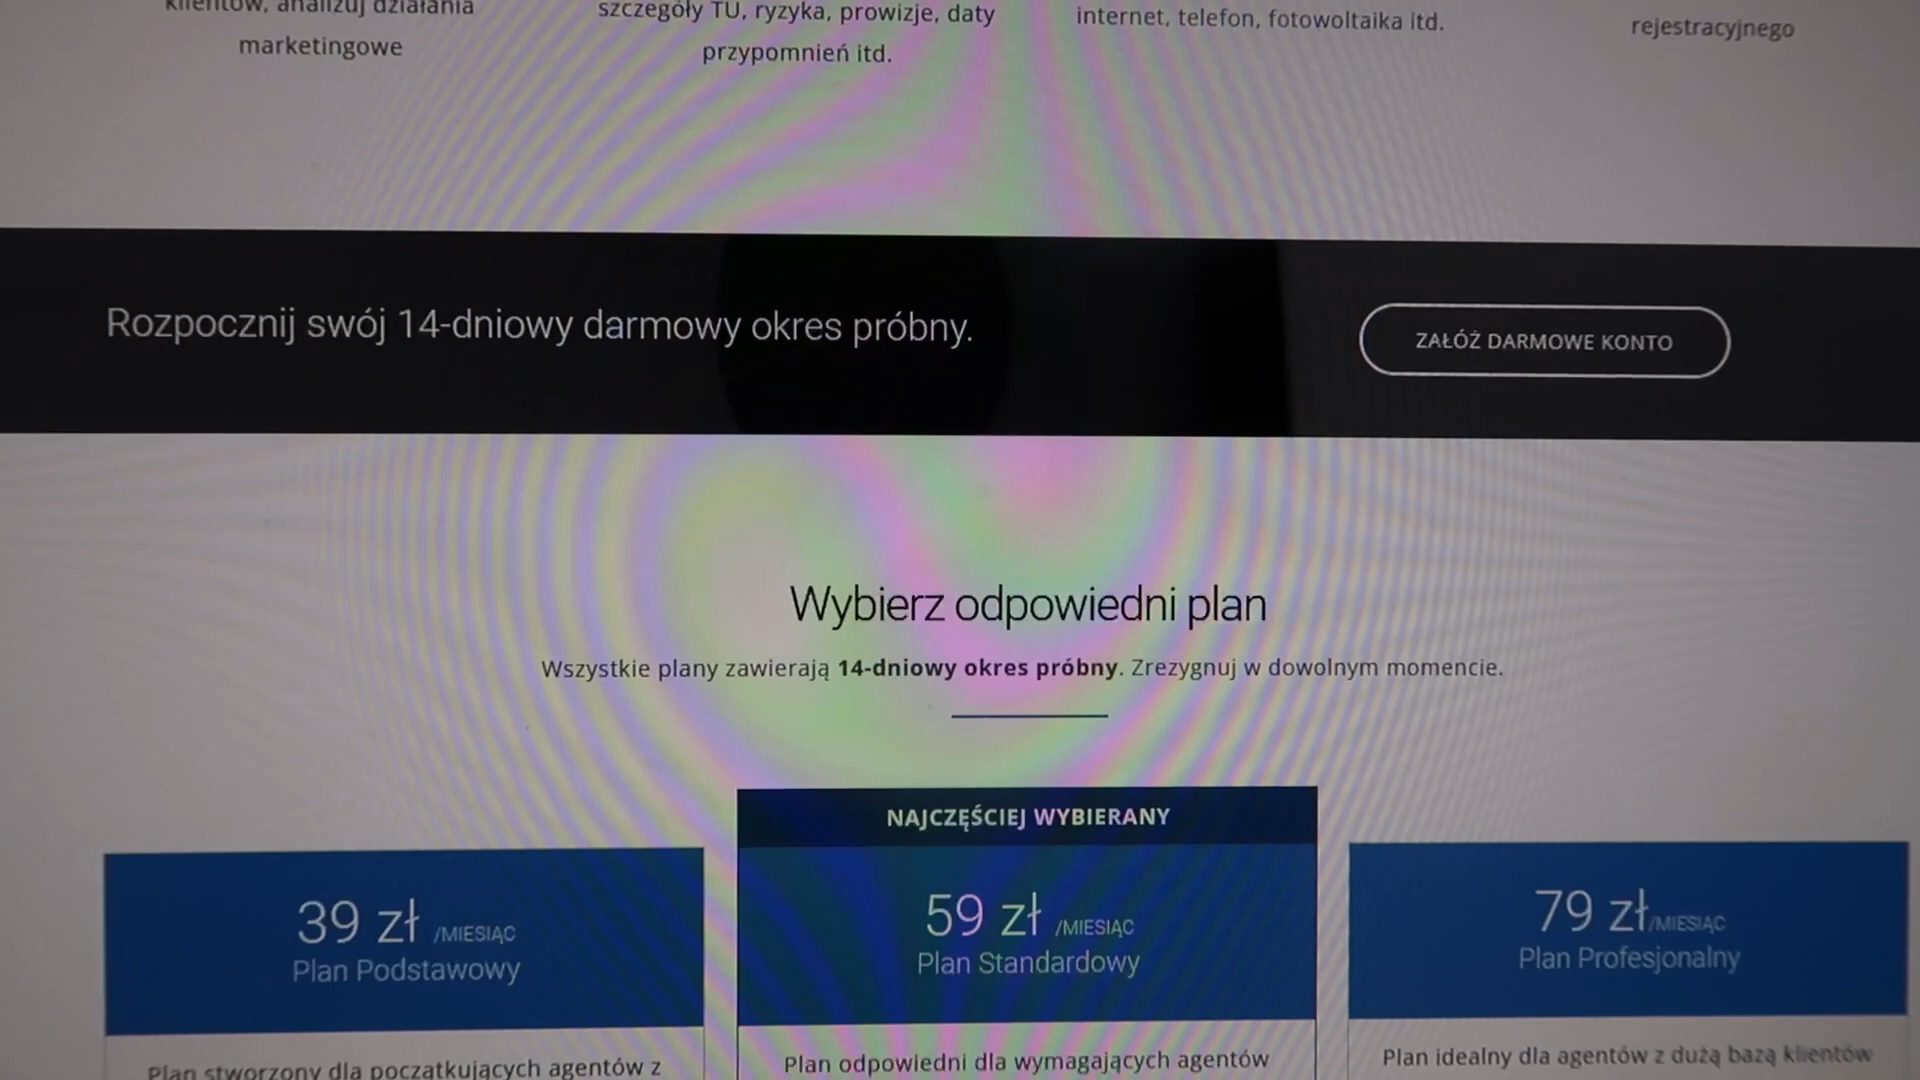 klientów, analizuj działania
marketingowe
szczegóły TU, ryzyka, prowizje, daty
przypomnień itd.
internet, telefon, fotowoltaika itd.
rejestracyjnego
Rozpocznij swój 14-dniowy darmowy okres próbny.
ZAŁÓŻ DARMOWE KONTO
Wybierz odpowiedni plan
Wszystkie plany zawierają 14-dniowy okres próbny. Zrezygnuj w dowolnym momencie.
39 zł /MIESIĄC
Plan Podstawowy
NAJCZĘŚCIEJ WYBIERANY
59 zł /MIESIĄC
Plan Standardowy
79 zł/MIESIĄC
Plan Profesjonalny
Plan stworzony dla początkujących agentów z
Plan odpowiedni dla wymagających agentów
Plan idealny dla agentów z dużą bazą klientów